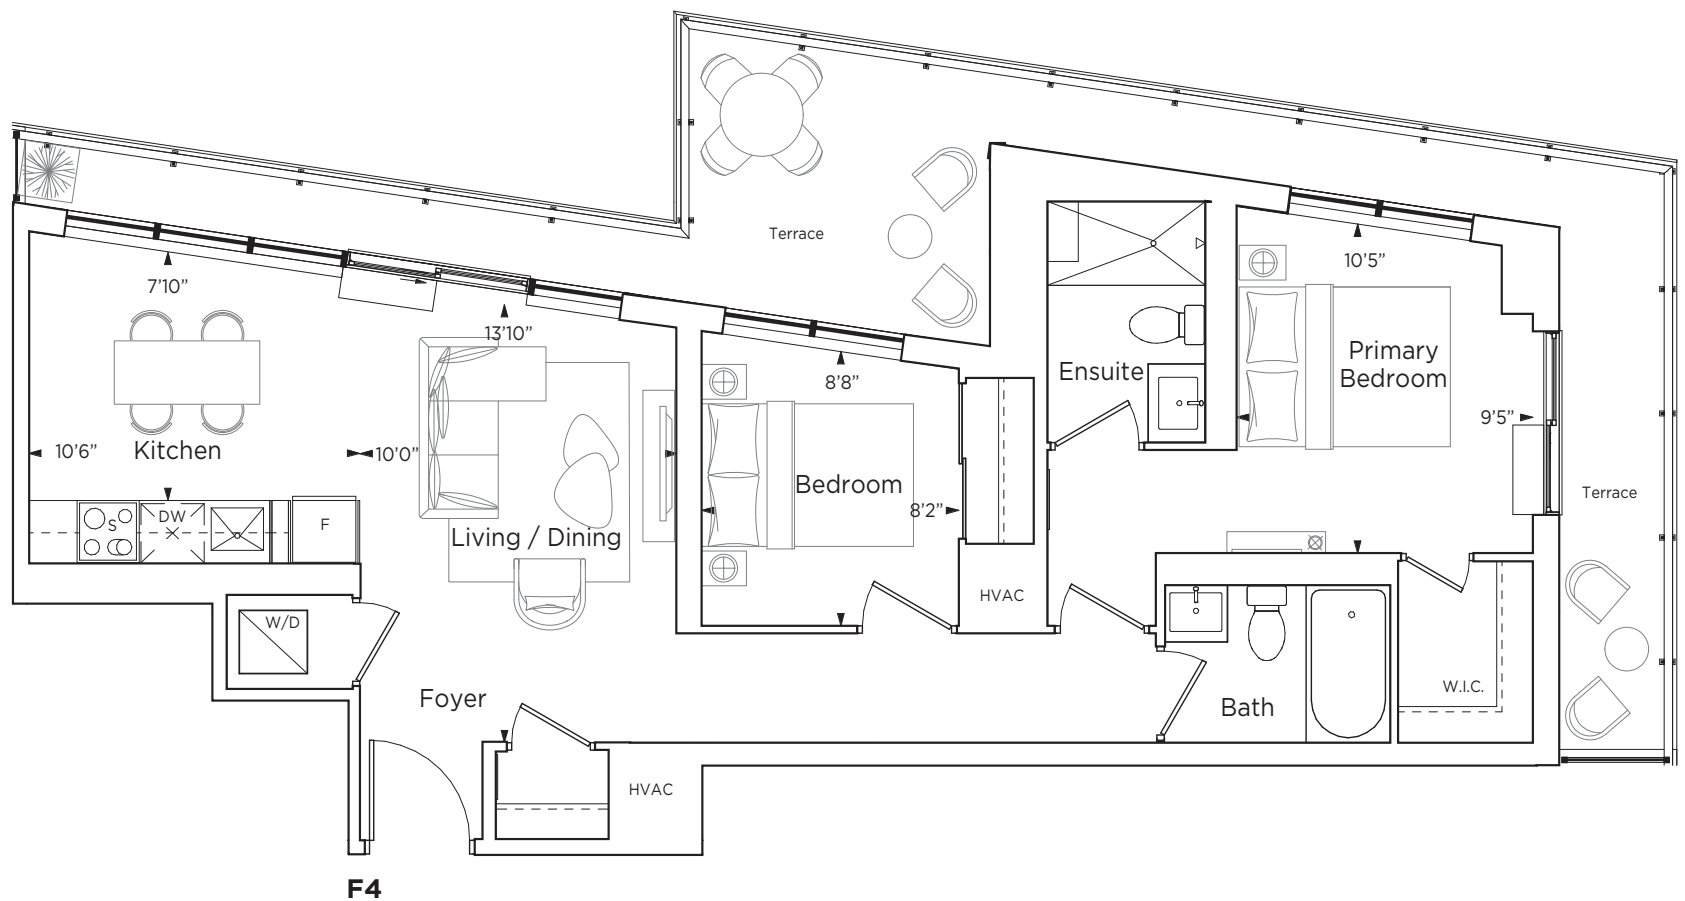 Terrace
7'10"
13'10"
10'5"
8'8"
Ensuite
Primary
Bedroom
9'5"
10'6"
Kitchen
10'0"
Bedroom
8'2"
Terrace
S
DW
F
Living / Dining
HVAC
W/D
Foyer
Bath
W.I.C.
HVAC
F4